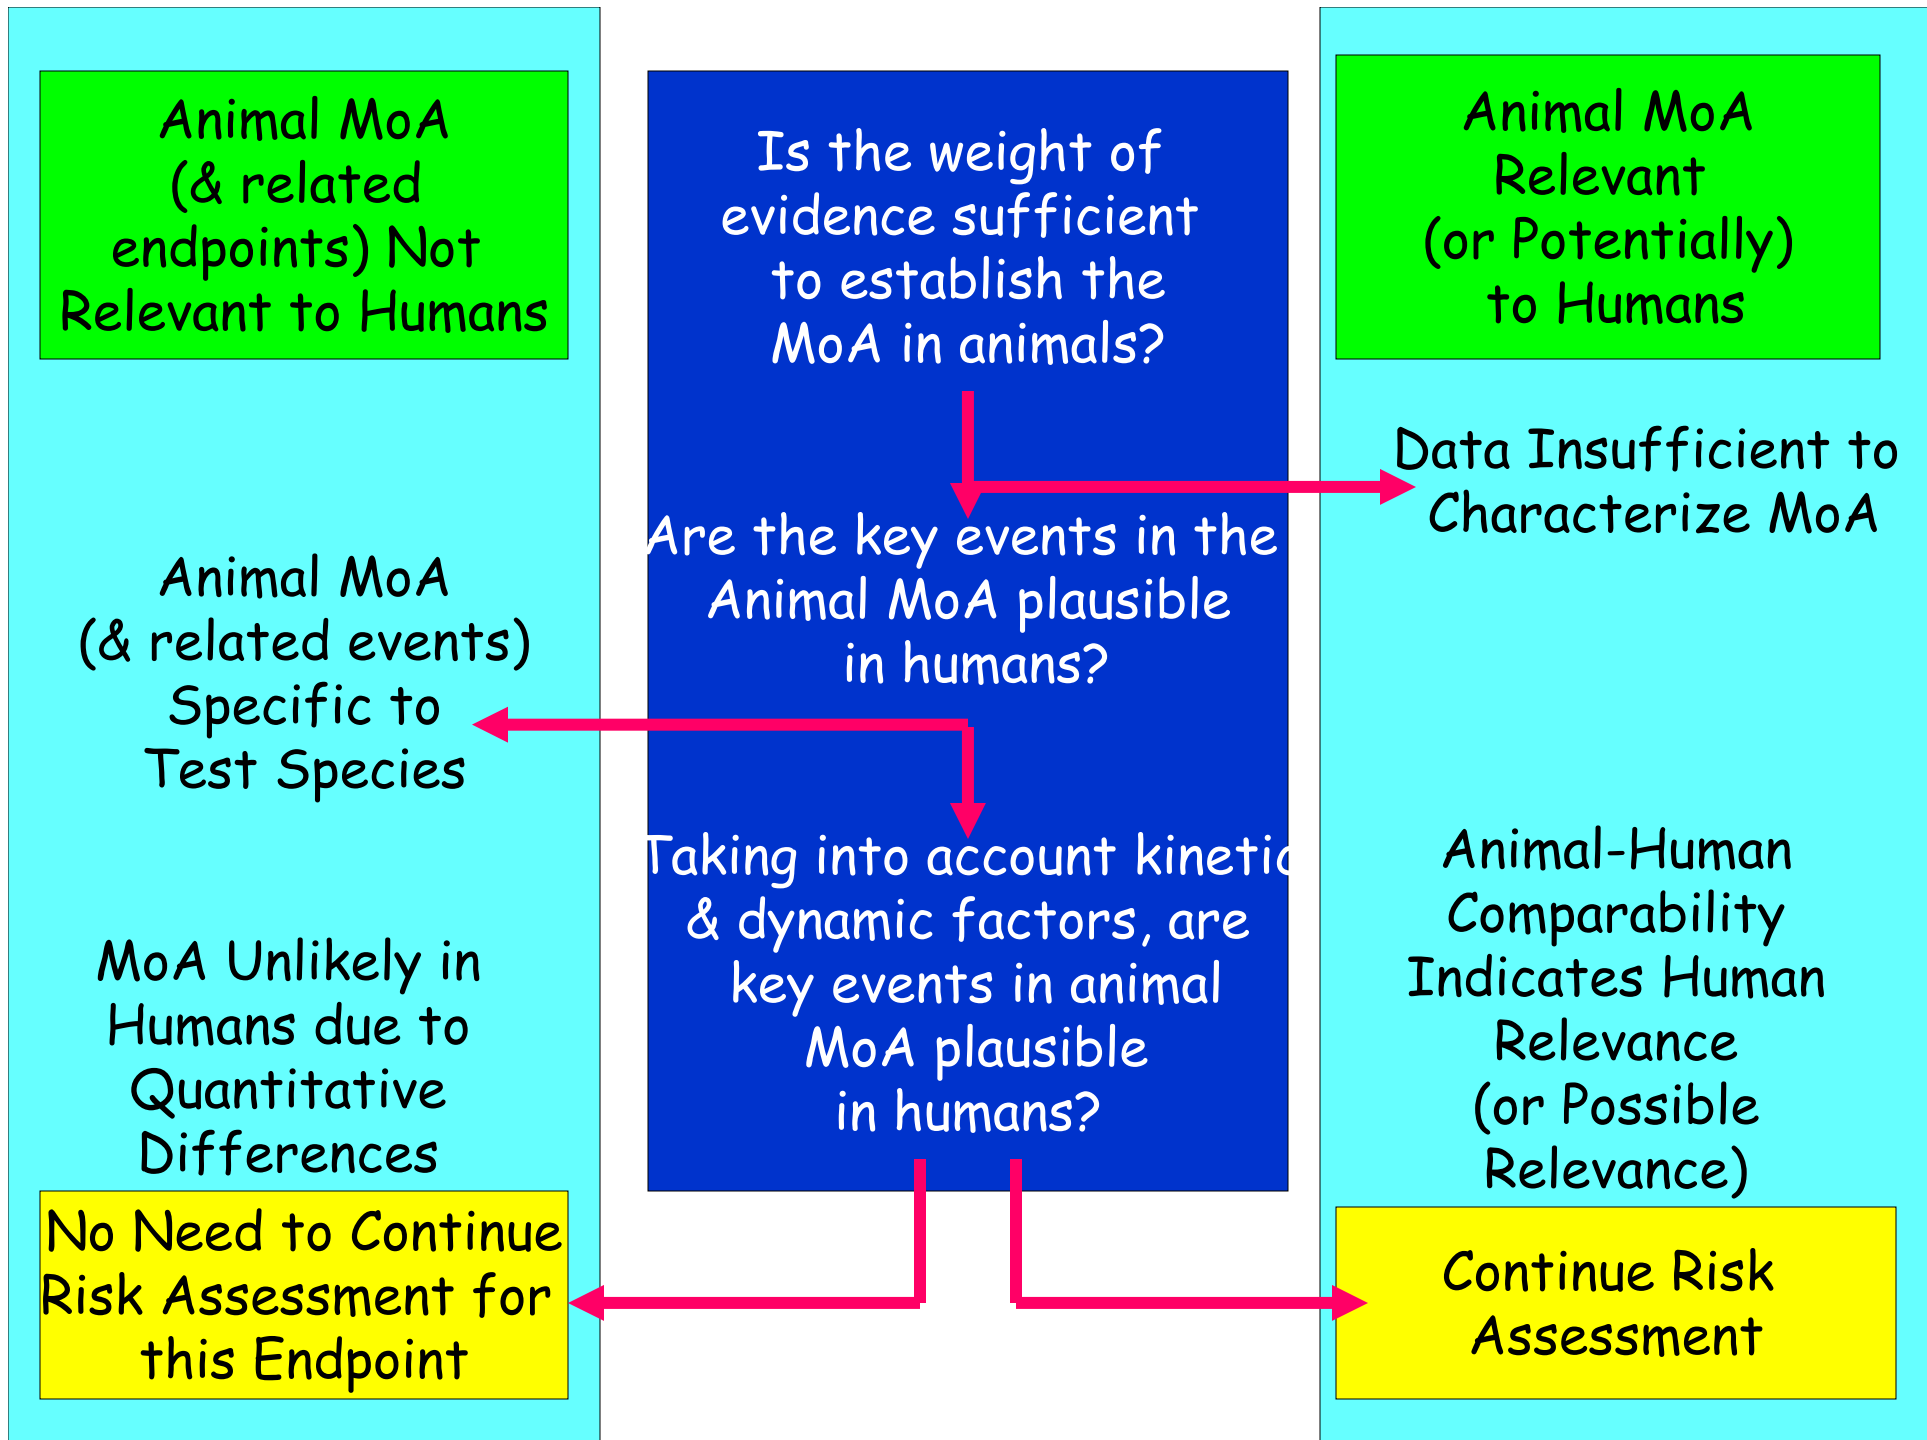 Animal MoA
(& related
endpoints) Not
Relevant to Humans
Animal MoA
(& related events)
Specific to
Test Species
MoA Unlikely in
Humans due to
Quantitative
Differences
No Need to Continue
Risk Assessment for
this Endpoint
Is the weight of
evidence sufficient
to establish the
MoA in animals?
Are the key events in the
Animal MoA plausible
in humans?
Taking into account kinetic
& dynamic factors, are
key events in animal
MoA plausible
in humans?
Animal MoA
Relevant
(or Potentially)
to Humans
Data Insufficient to
Characterize MoA
Animal-Human
Comparability
Indicates Human
Relevance
(or Possible
Relevance)
Continue Risk
Assessment